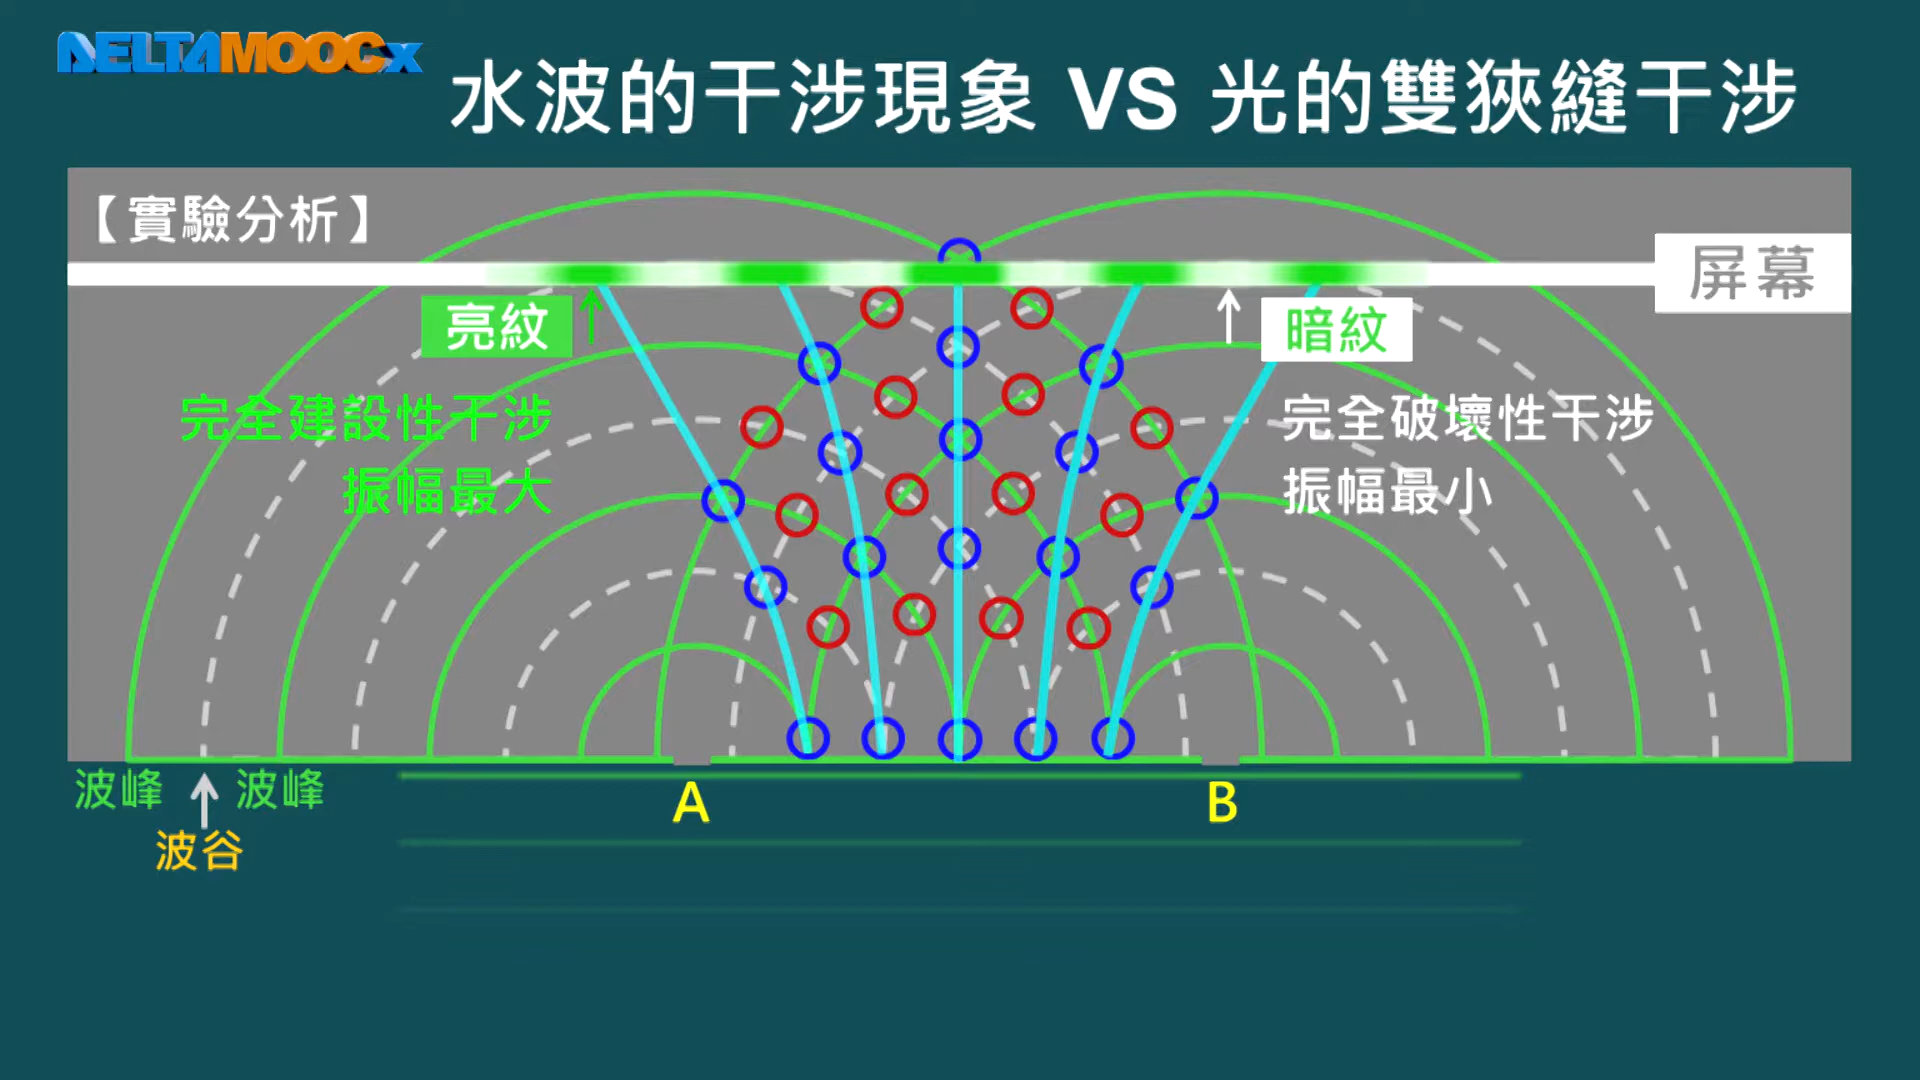 DELTAMOOCx
水波的干涉現象 VS 光的雙狹縫干涉
【實驗分析】
屏幕
亮紋
暗紋
完全建設性干涉
振幅最大
完全破壞性干涉
振幅最小
波峰
波峰
波谷
A
B